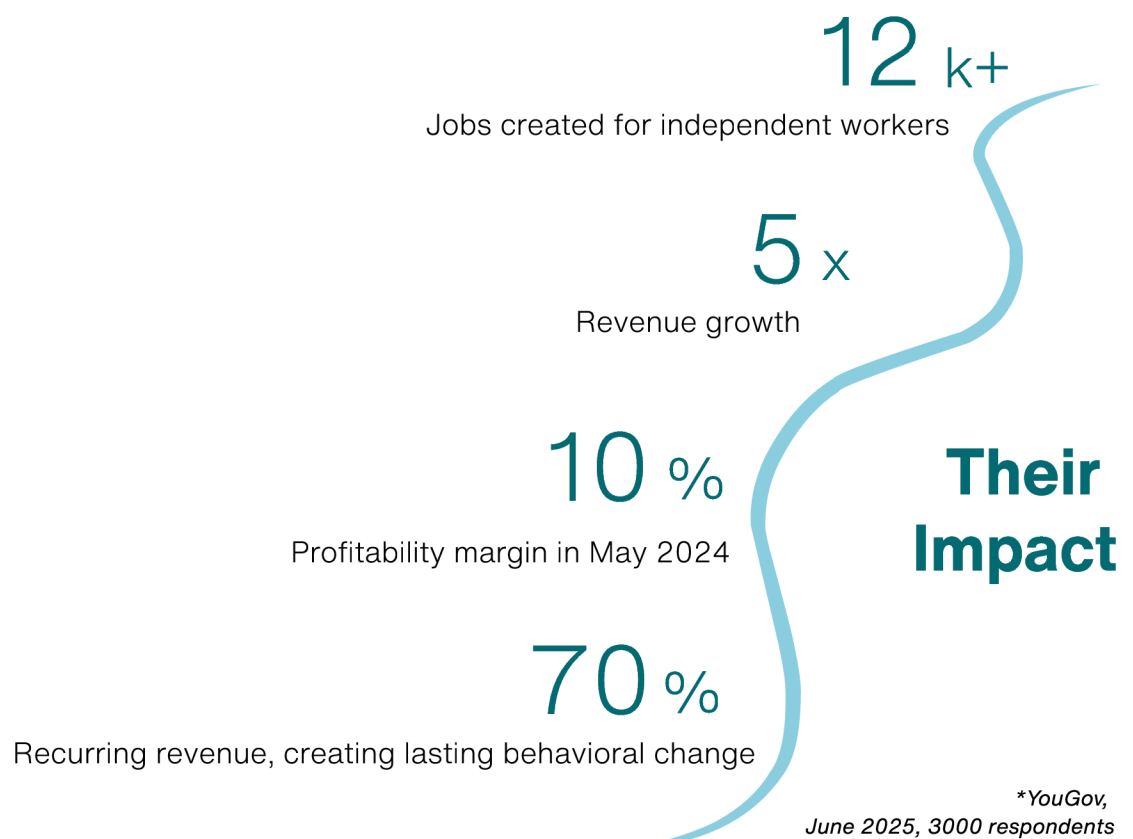 12 k+
Jobs created for independent workers
5 x
Revenue growth
10 %
Profitability margin in May 2024
70 %
Recurring revenue, creating lasting behavioral change
Their
Impact
*YouGov,
June 2025, 3000 respondents